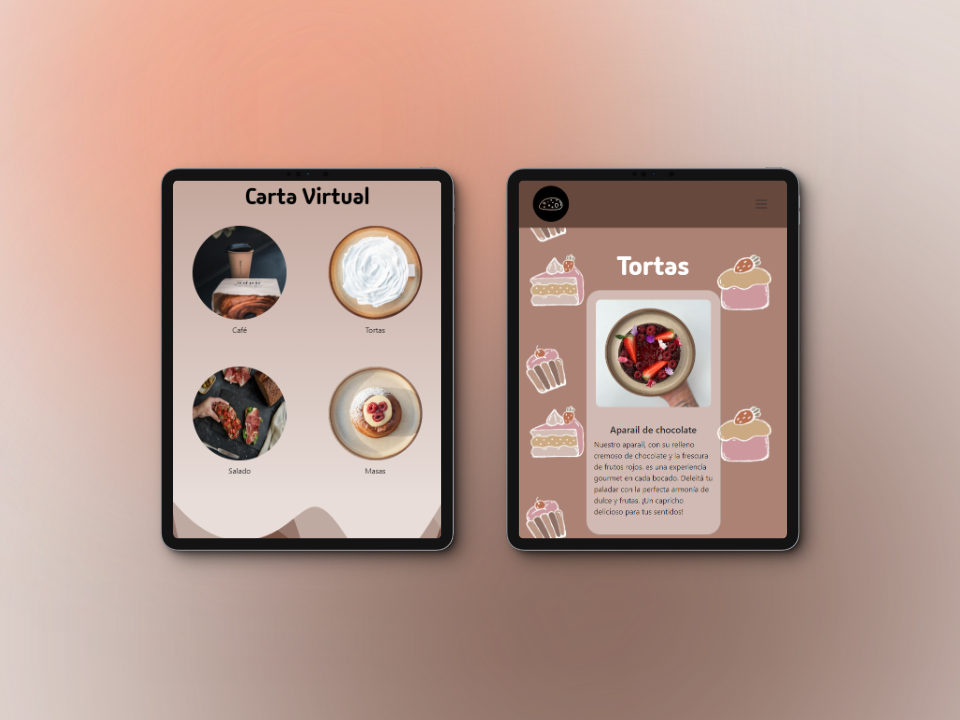 Carta Virtual
Café
Tortas
Salado
Masas
Tortas
Aparail de chocolate
Nuestro aparail, con su relleno
cremoso de chocolate y la frescura
de frutos rojos, es una experiencia
gourmet en cada bocado. Deleitá tu
paladar con la perfecta armonía de
dulce y frutas. ¡Un capricho
delicioso para tus sentidos!